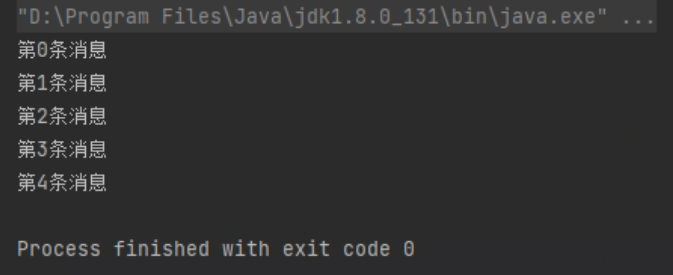 "D:\Program Files\Java\jdk1.8.0_131\bin\java.exe" ...
第0条消息
第1条消息
第2条消息
第3条消息
第4条消息
Process finished with exit code 0